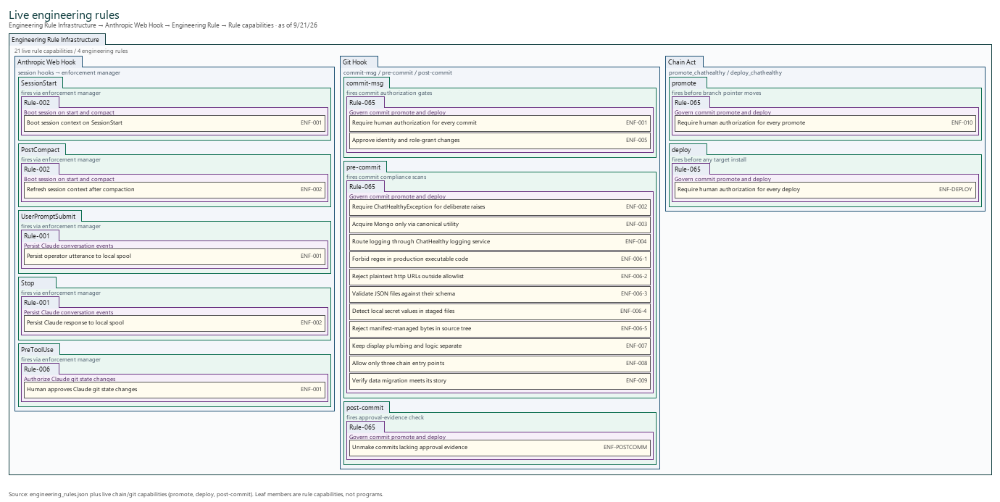 Live engineering rules
Engineering Rule Infrastructure → Anthropic Web Hook → Engineering Rule → Rule capabilities · as of 9/21/26
Engineering Rule Infrastructure
21 live rule capabilities / 4 engineering rules
Anthropic Web Hook
session hooks → enforcement manager
SessionStart
fires via enforcement manager
Rule-002
Boot session on start and compact
Boot session context on SessionStart ENF-001
PostCompact
fires via enforcement manager
Rule-002
Boot session on start and compact
Refresh session context after compaction ENF-002
UserPromptSubmit
fires via enforcement manager
Rule-001
Persist Claude conversation events
Persist operator utterance to local spool ENF-001
Stop
fires via enforcement manager
Rule-001
Persist Claude conversation events
Persist Claude response to local spool ENF-002
PreToolUse
fires via enforcement manager
Rule-006
Authorize Claude git state changes
Human approves Claude git state changes ENF-001
Git Hook
commit-msg / pre-commit / post-commit
commit-msg
fires commit authorization gates
Rule-065
Govern commit promote and deploy
Require human authorization for every commit ENF-001
Approve identity and role-grant changes ENF-005
pre-commit
fires commit compliance scans
Rule-065
Govern commit promote and deploy
Require ChatHealthyException for deliberate raises ENF-002
Acquire Mongo only via canonical utility ENF-003
Route logging through ChatHealthy logging service ENF-004
Forbid regex in production executable code ENF-006-1
Reject plaintext http URLs outside allowlist ENF-006-2
Validate JSON files against their schema ENF-006-3
Detect local secret values in staged files ENF-006-4
Reject manifest-managed bytes in source tree ENF-006-5
Keep display plumbing and logic separate ENF-007
Allow only three chain entry points ENF-008
Verify data migration meets its story ENF-009
post-commit
fires approval-evidence check
Rule-065
Govern commit promote and deploy
Unmake commits lacking approval evidence ENF-POSTCOMM
Chain Act
promote_chathealthy / deploy_chathealthy
promote
fires before branch pointer moves
Rule-065
Govern commit promote and deploy
Require human authorization for every promote ENF-010
deploy
fires before any target install
Rule-065
Govern commit promote and deploy
Require human authorization for every deploy ENF-DEPLOY
Source: engineering_rules.json plus live chain/git capabilities (promote, deploy, post-commit). Leaf members are rule capabilities, not programs.